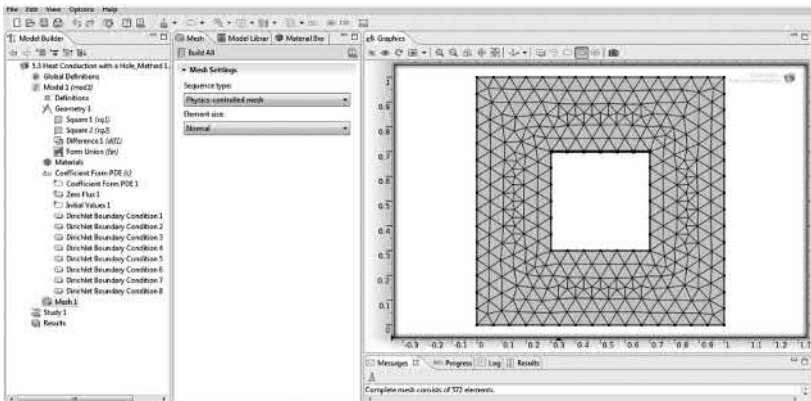 File Edit View Options Help
Model Builder
5.3 Heat Conduction with a Hole_Method 1.
Global Definitions
Model 1 (mod1)
Definitions
Geometry 1
Square 1 (sq1)
Square 2 (sq2)
Difference 1 (dif1)
Form Union (fin)
Materials
Coefficient Form PDE (c)
Coefficient Form PDE 1
Zero Flux 1
Initial Values 1
Dirichlet Boundary Condition 1
Dirichlet Boundary Condition 2
Dirichlet Boundary Condition 3
Dirichlet Boundary Condition 4
Dirichlet Boundary Condition 5
Dirichlet Boundary Condition 6
Dirichlet Boundary Condition 7
Dirichlet Boundary Condition 8
Mesh 1
Study 1
Results
Mesh Model Librar Material Bro
Build All
Mesh Settings
Sequence type:
Physics-controlled mesh
Element size:
Normal
Graphics
1
0.9
0.8
0.7
0.6
0.5
0.4
0.3
0.2
0.1
0
-0.3 -0.2 -0.1 0 0.1 0.2 0.3 0.4 0.5 0.6 0.7 0.8 0.9 1 1.1 1.2 1.3
Messages Progress Log Results
Complete mesh consists of 572 elements.